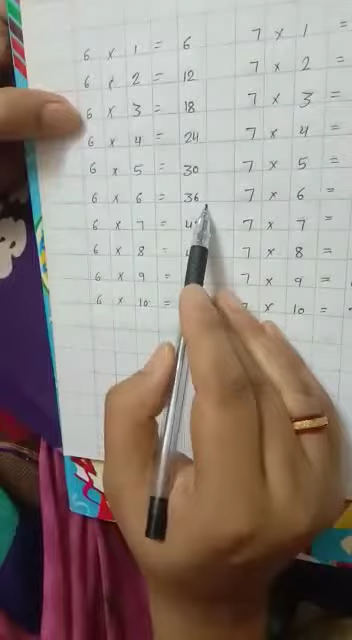 6 x 1 = 6 7 x 1 =
6 x 2 = 12 7 x 2 =
6 x 3 = 18 7 x 3 =
6 x 4 = 24 7 x 4 =
6 x 5 = 30 7 x 5 =
6 x 6 = 36 7 x 6 =
6 x 7 = 7 x 7 =
6 x 8 = 7 x 8 =
6 x 9 = 7 x 9 =
6 x 10 = 7 x 10 =